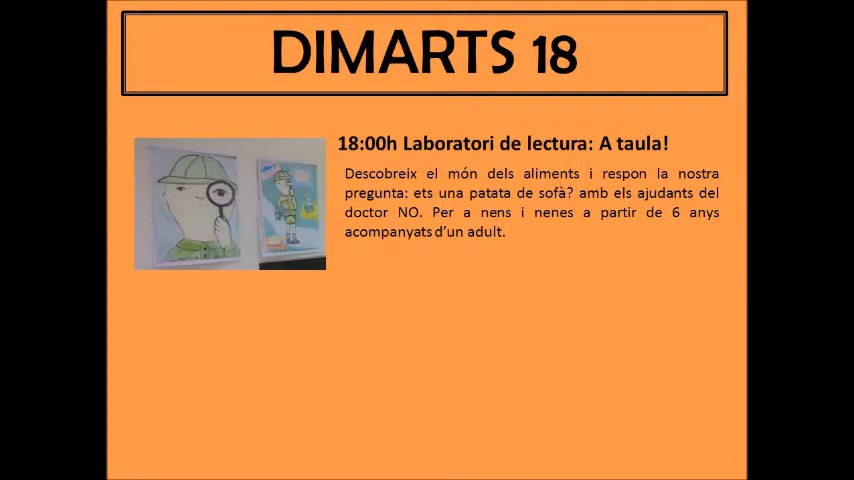 DIMARTS 18
18:00h Laboratori de lectura: A taula!
Descobreix el món dels aliments i respon la nostra
pregunta: ets una patata de sofà? amb els ajudants del
doctor NO. Per a nens i nenes a partir de 6 anys
acompanyats d'un adult.